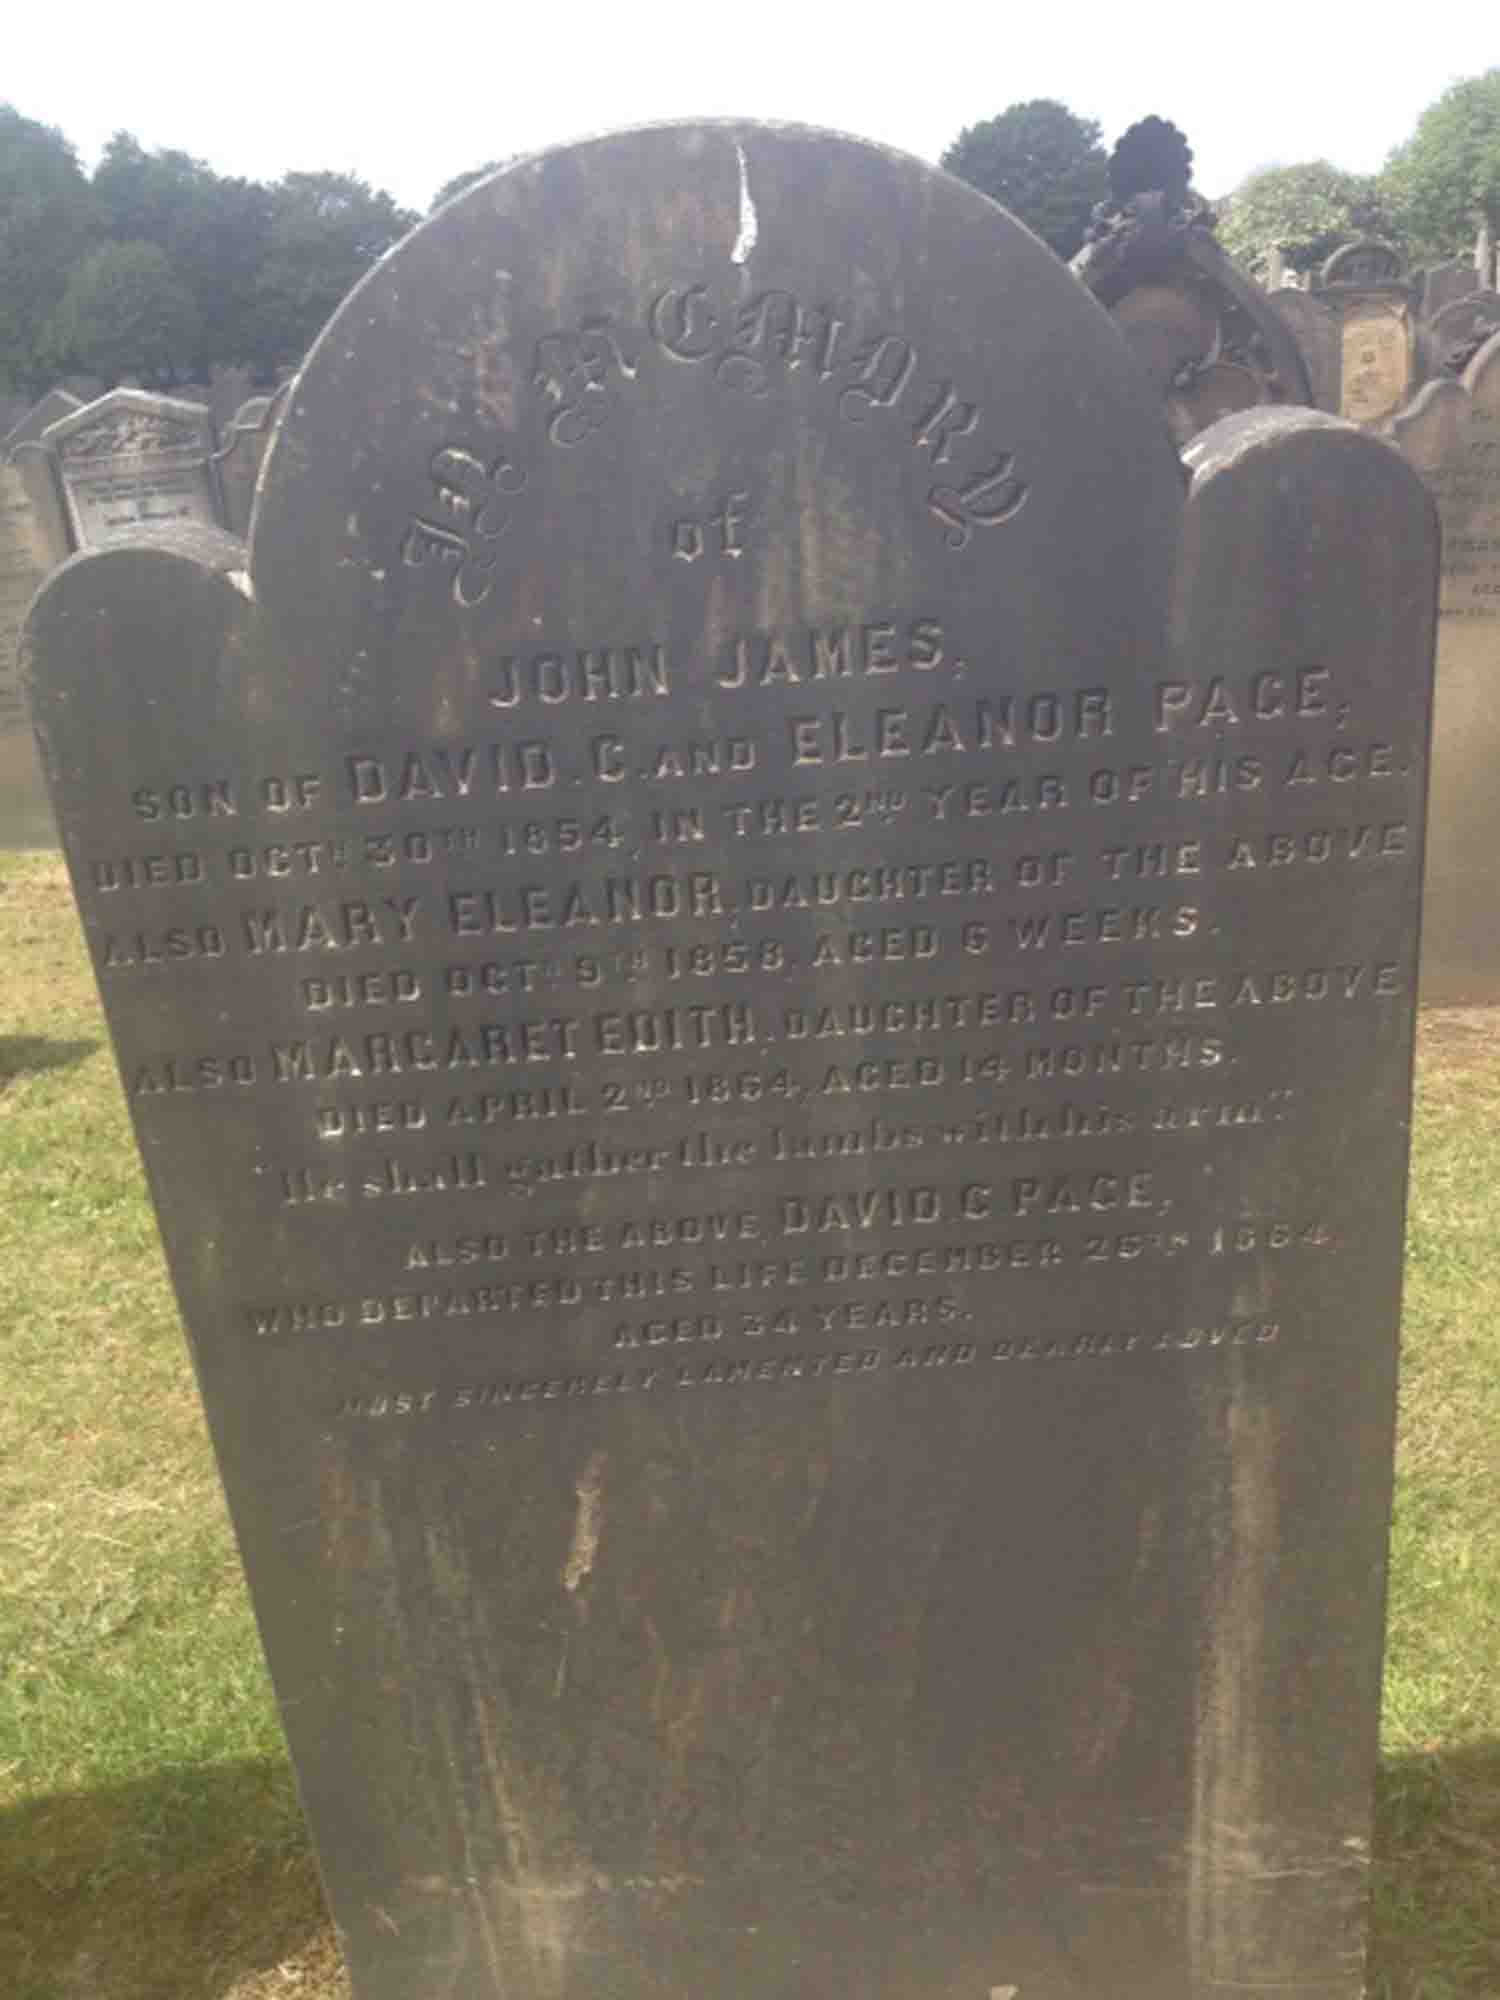 In Memory
of
JOHN JAMES,
SON OF DAVID. C. AND ELEANOR PAGE,
DIED OCTR 30TH 1854, IN THE 2ND YEAR OF HIS AGE.
ALSO MARY ELEANOR, DAUGHTER OF THE ABOVE
DIED OCTR 9TH 1858, AGED 6 WEEKS.
ALSO MARGARET EDITH, DAUGHTER OF THE ABOVE
DIED APRIL 2ND 1864, AGED 14 MONTHS.
"He shall gather the lambs with his arm."
ALSO THE ABOVE, DAVID. C PAGE,
WHO DEPARTED THIS LIFE DECEMBER 25TH 1864,
AGED 34 YEARS.
MOST SINCERELY LAMENTED AND DEARLY LOVED